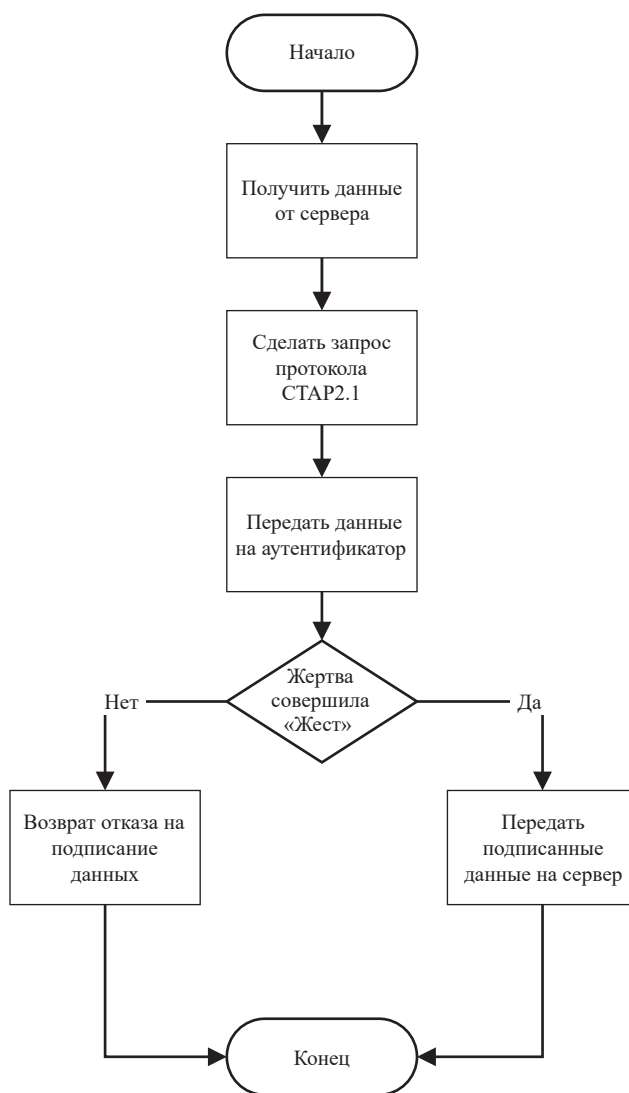 Начало
Получить данные
от сервера
Сделать запрос
протокола
CTAP2.1
Передать данные
на аутентификатор
Жертва
совершила
«Жест»
Нет
Да
Возврат отказа на
подписание
данных
Передать
подписанные
данные на сервер
Конец